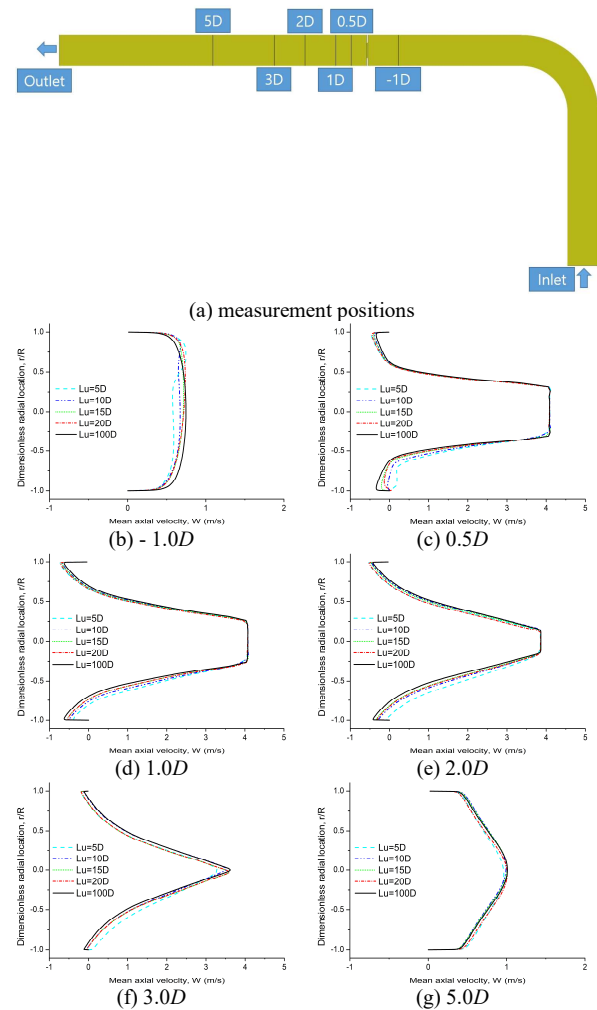 5D
2D
0.5D
Outlet
3D
1D
-1D
Inlet
(a) measurement positions
Dimensionless radial location, r/R
1.0
0.5
0.0
-0.5
-1.0
Lu=5D
Lu=10D
Lu=15D
Lu=20D
Lu=100D
-1 0 1 2
Mean axial velocity, W (m/s)
(b) - 1.0D
Dimensionless radial location, r/R
1.0
0.5
0.0
-0.5
-1.0
Lu=5D
Lu=10D
Lu=15D
Lu=20D
Lu=100D
-1 0 1 2 3 4 5
Mean axial velocity, W (m/s)
(c) 0.5D
Dimensionless radial location, r/R
1.0
0.5
0.0
-0.5
-1.0
Lu=5D
Lu=10D
Lu=15D
Lu=20D
Lu=100D
-1 0 1 2 3 4 5
Mean axial velocity, W (m/s)
(d) 1.0D
Dimensionless radial location, r/R
1.0
0.5
0.0
-0.5
-1.0
Lu=5D
Lu=10D
Lu=15D
Lu=20D
Lu=100D
-1 0 1 2 3 4 5
Mean axial velocity, W (m/s)
(e) 2.0D
Dimensionless radial location, r/R
1.0
0.5
0.0
-0.5
-1.0
Lu=5D
Lu=10D
Lu=15D
Lu=20D
Lu=100D
-1 0 1 2 3 4 5
Mean axial velocity, W (m/s)
(f) 3.0D
Dimensionless radial location, r/R
1.0
0.5
0.0
-0.5
-1.0
Lu=5D
Lu=10D
Lu=15D
Lu=20D
Lu=100D
-1 0 1 2
Mean axial velocity, W (m/s)
(g) 5.0D